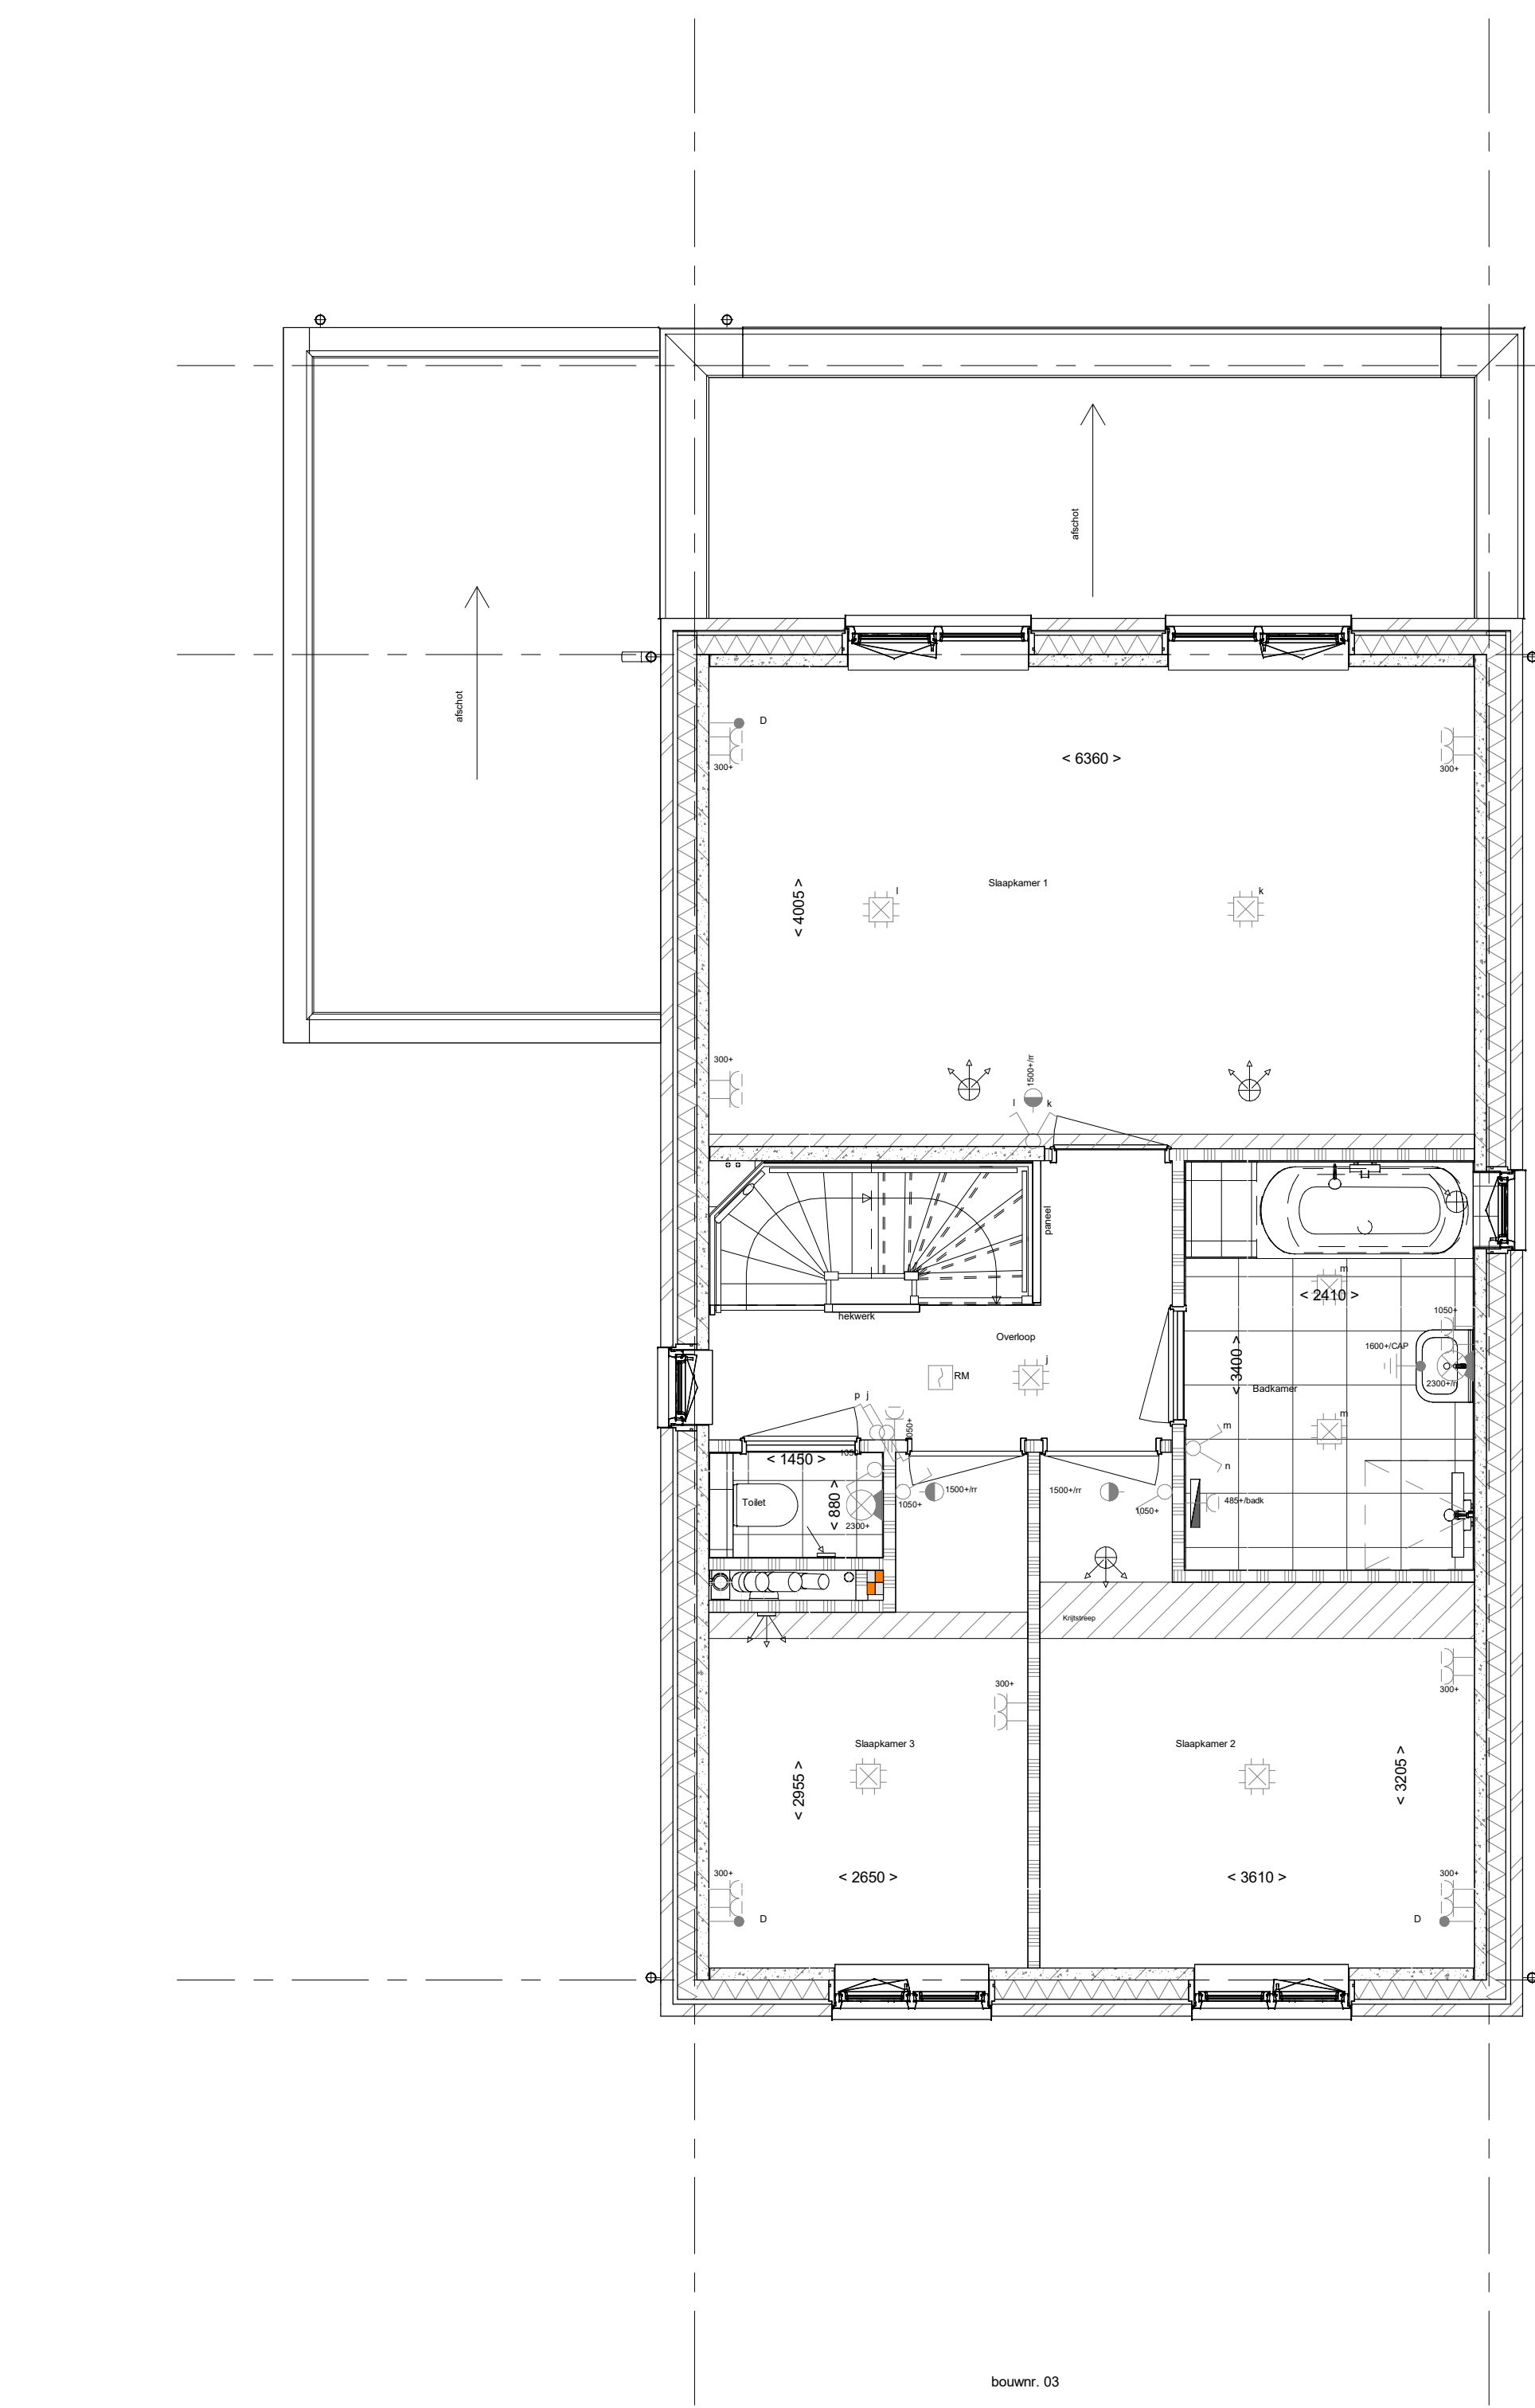 afschot
afschot
D
300+
< 6360 >
300+
Slaapkamer 1
l
k
< 4005 >
300+
1500+/rr
l
k
paneel
hekwerk
Overloop
RM
j
p j
1050+
m
< 2410 >
1050+
1600+/CAP
2300+/n
< 3400 >
Badkamer
m
m
n
485+/badk
< 1450 >
Toilet
< 880 >
2300+
1050+
1500+/rr
1500+/rr
1050+
Krijtstreep
300+
300+
Slaapkamer 3
Slaapkamer 2
< 2955 >
< 3205 >
300+
< 2650 >
< 3610 >
300+
D
D
bouwnr. 03